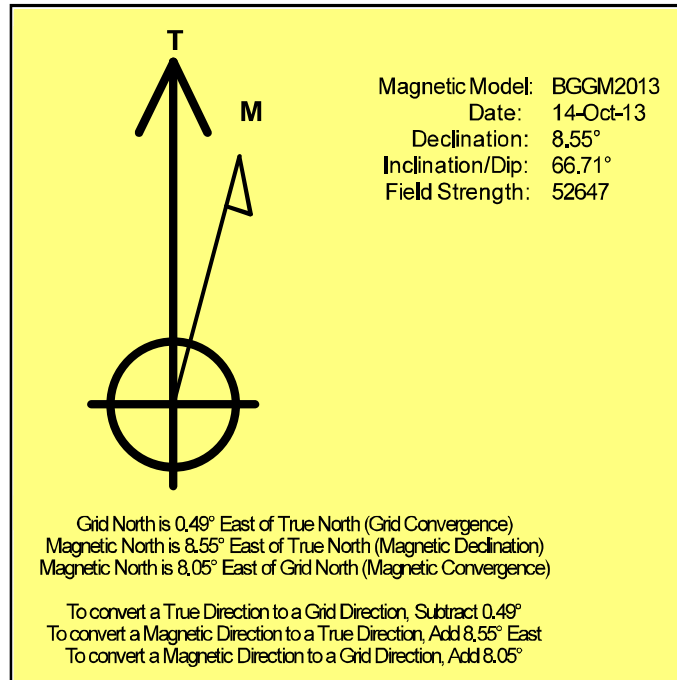 T
M
Magnetic Model: BGGM2013
Date: 14-Oct-13
Declination: 8.55°
Inclination/Dip: 66.71°
Field Strength: 52647
Grid North is 0.49° East of True North (Grid Convergence)
Magnetic North is 8.55° East of True North (Magnetic Declination)
Magnetic North is 8.05° East of Grid North (Magnetic Convergence)
To convert a True Direction to a Grid Direction, Subtract 0.49°
To convert a Magnetic Direction to a True Direction, Add 8.55° East
To convert a Magnetic Direction to a Grid Direction, Add 8.05°